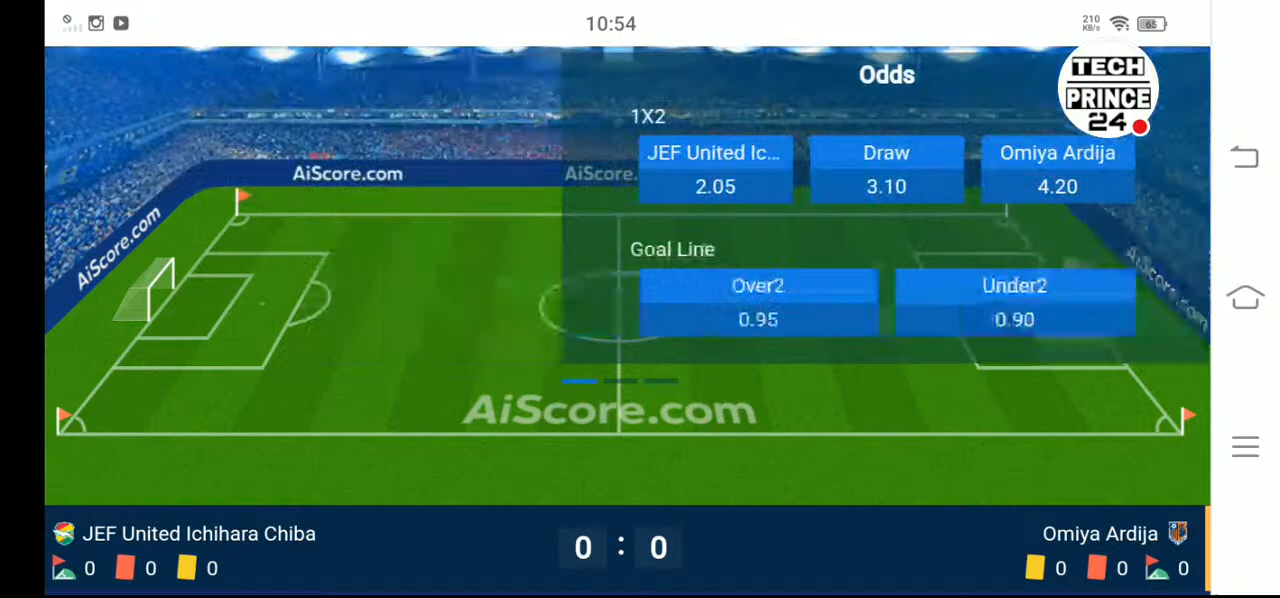 10:54
210
KB/s
65
TECH
PRINCE
24
Odds
1X2
JEF United Ic... Draw Omiya Ardija
2.05 3.10 4.20
AiScore.com AiScore.
AiScore.com
AiScore.com
Goal Line
Over2 Under2
0.95 0.90
AiScore.com
JEF United Ichihara Chiba 0 : 0 Omiya Ardija
0 0 0 0 0 0